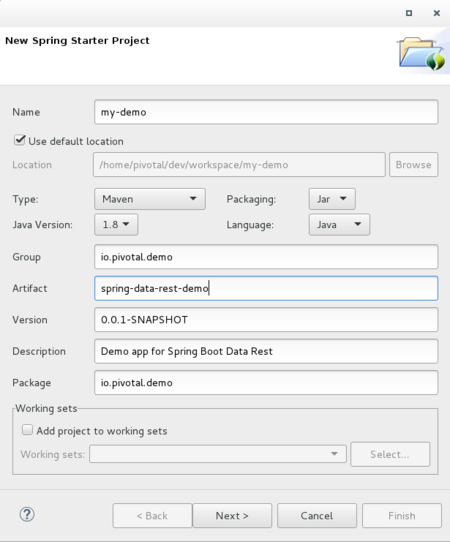 New Spring Starter Project
Name my-demo
Use default location
Location /home/pivotal/dev/workspace/my-demo Browse
Type: Maven Packaging: Jar
Java Version: 1.8 Language: Java
Group io.pivotal.demo
Artifact spring-data-rest-demo
Version 0.0.1-SNAPSHOT
Description Demo app for Spring Boot Data Rest
Package io.pivotal.demo
Working sets
Add project to working sets
Working sets: Select...
? < Back Next > Cancel Finish